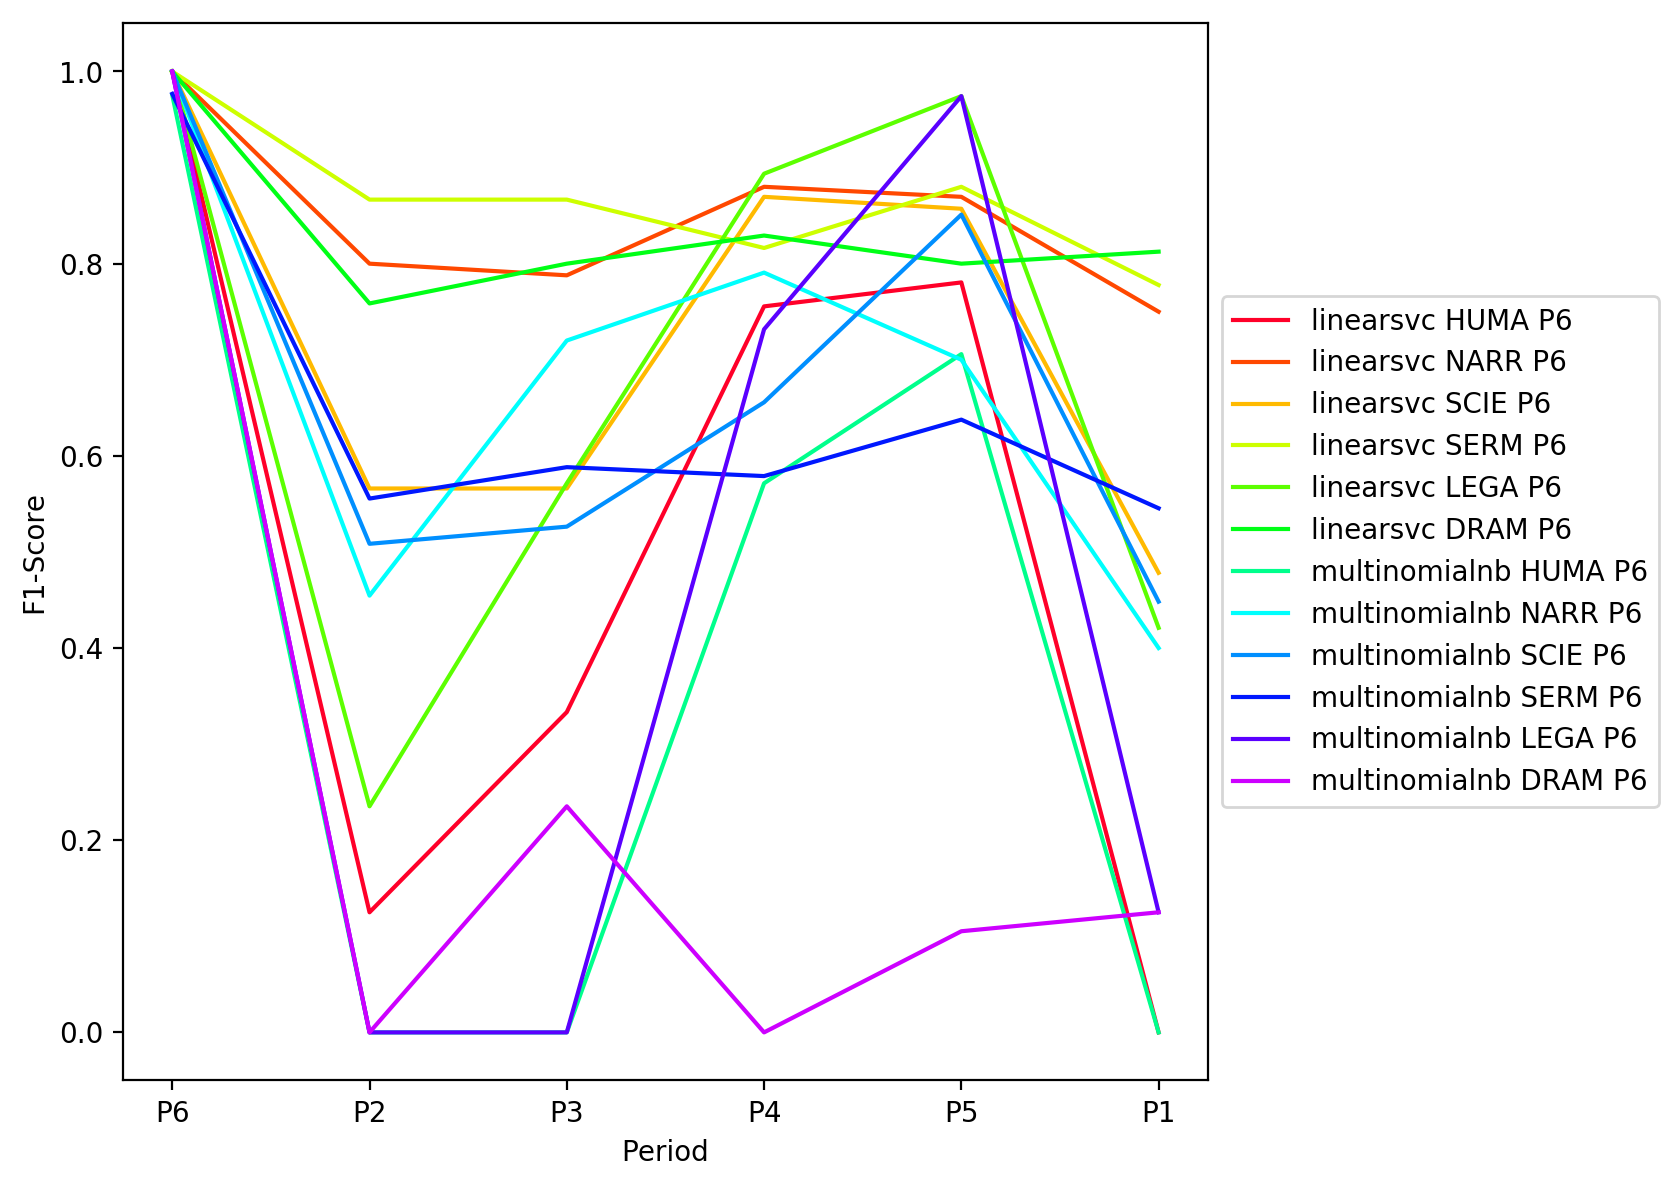 1.0
0.8
0.6
0.4
0.2
0.0
F1-Score
P6 P2 P3 P4 P5 P1
Period
linearsvc HUMA P6
linearsvc NARR P6
linearsvc SCIE P6
linearsvc SERM P6
linearsvc LEGA P6
linearsvc DRAM P6
multinomialnb HUMA P6
multinomialnb NARR P6
multinomialnb SCIE P6
multinomialnb SERM P6
multinomialnb LEGA P6
multinomialnb DRAM P6